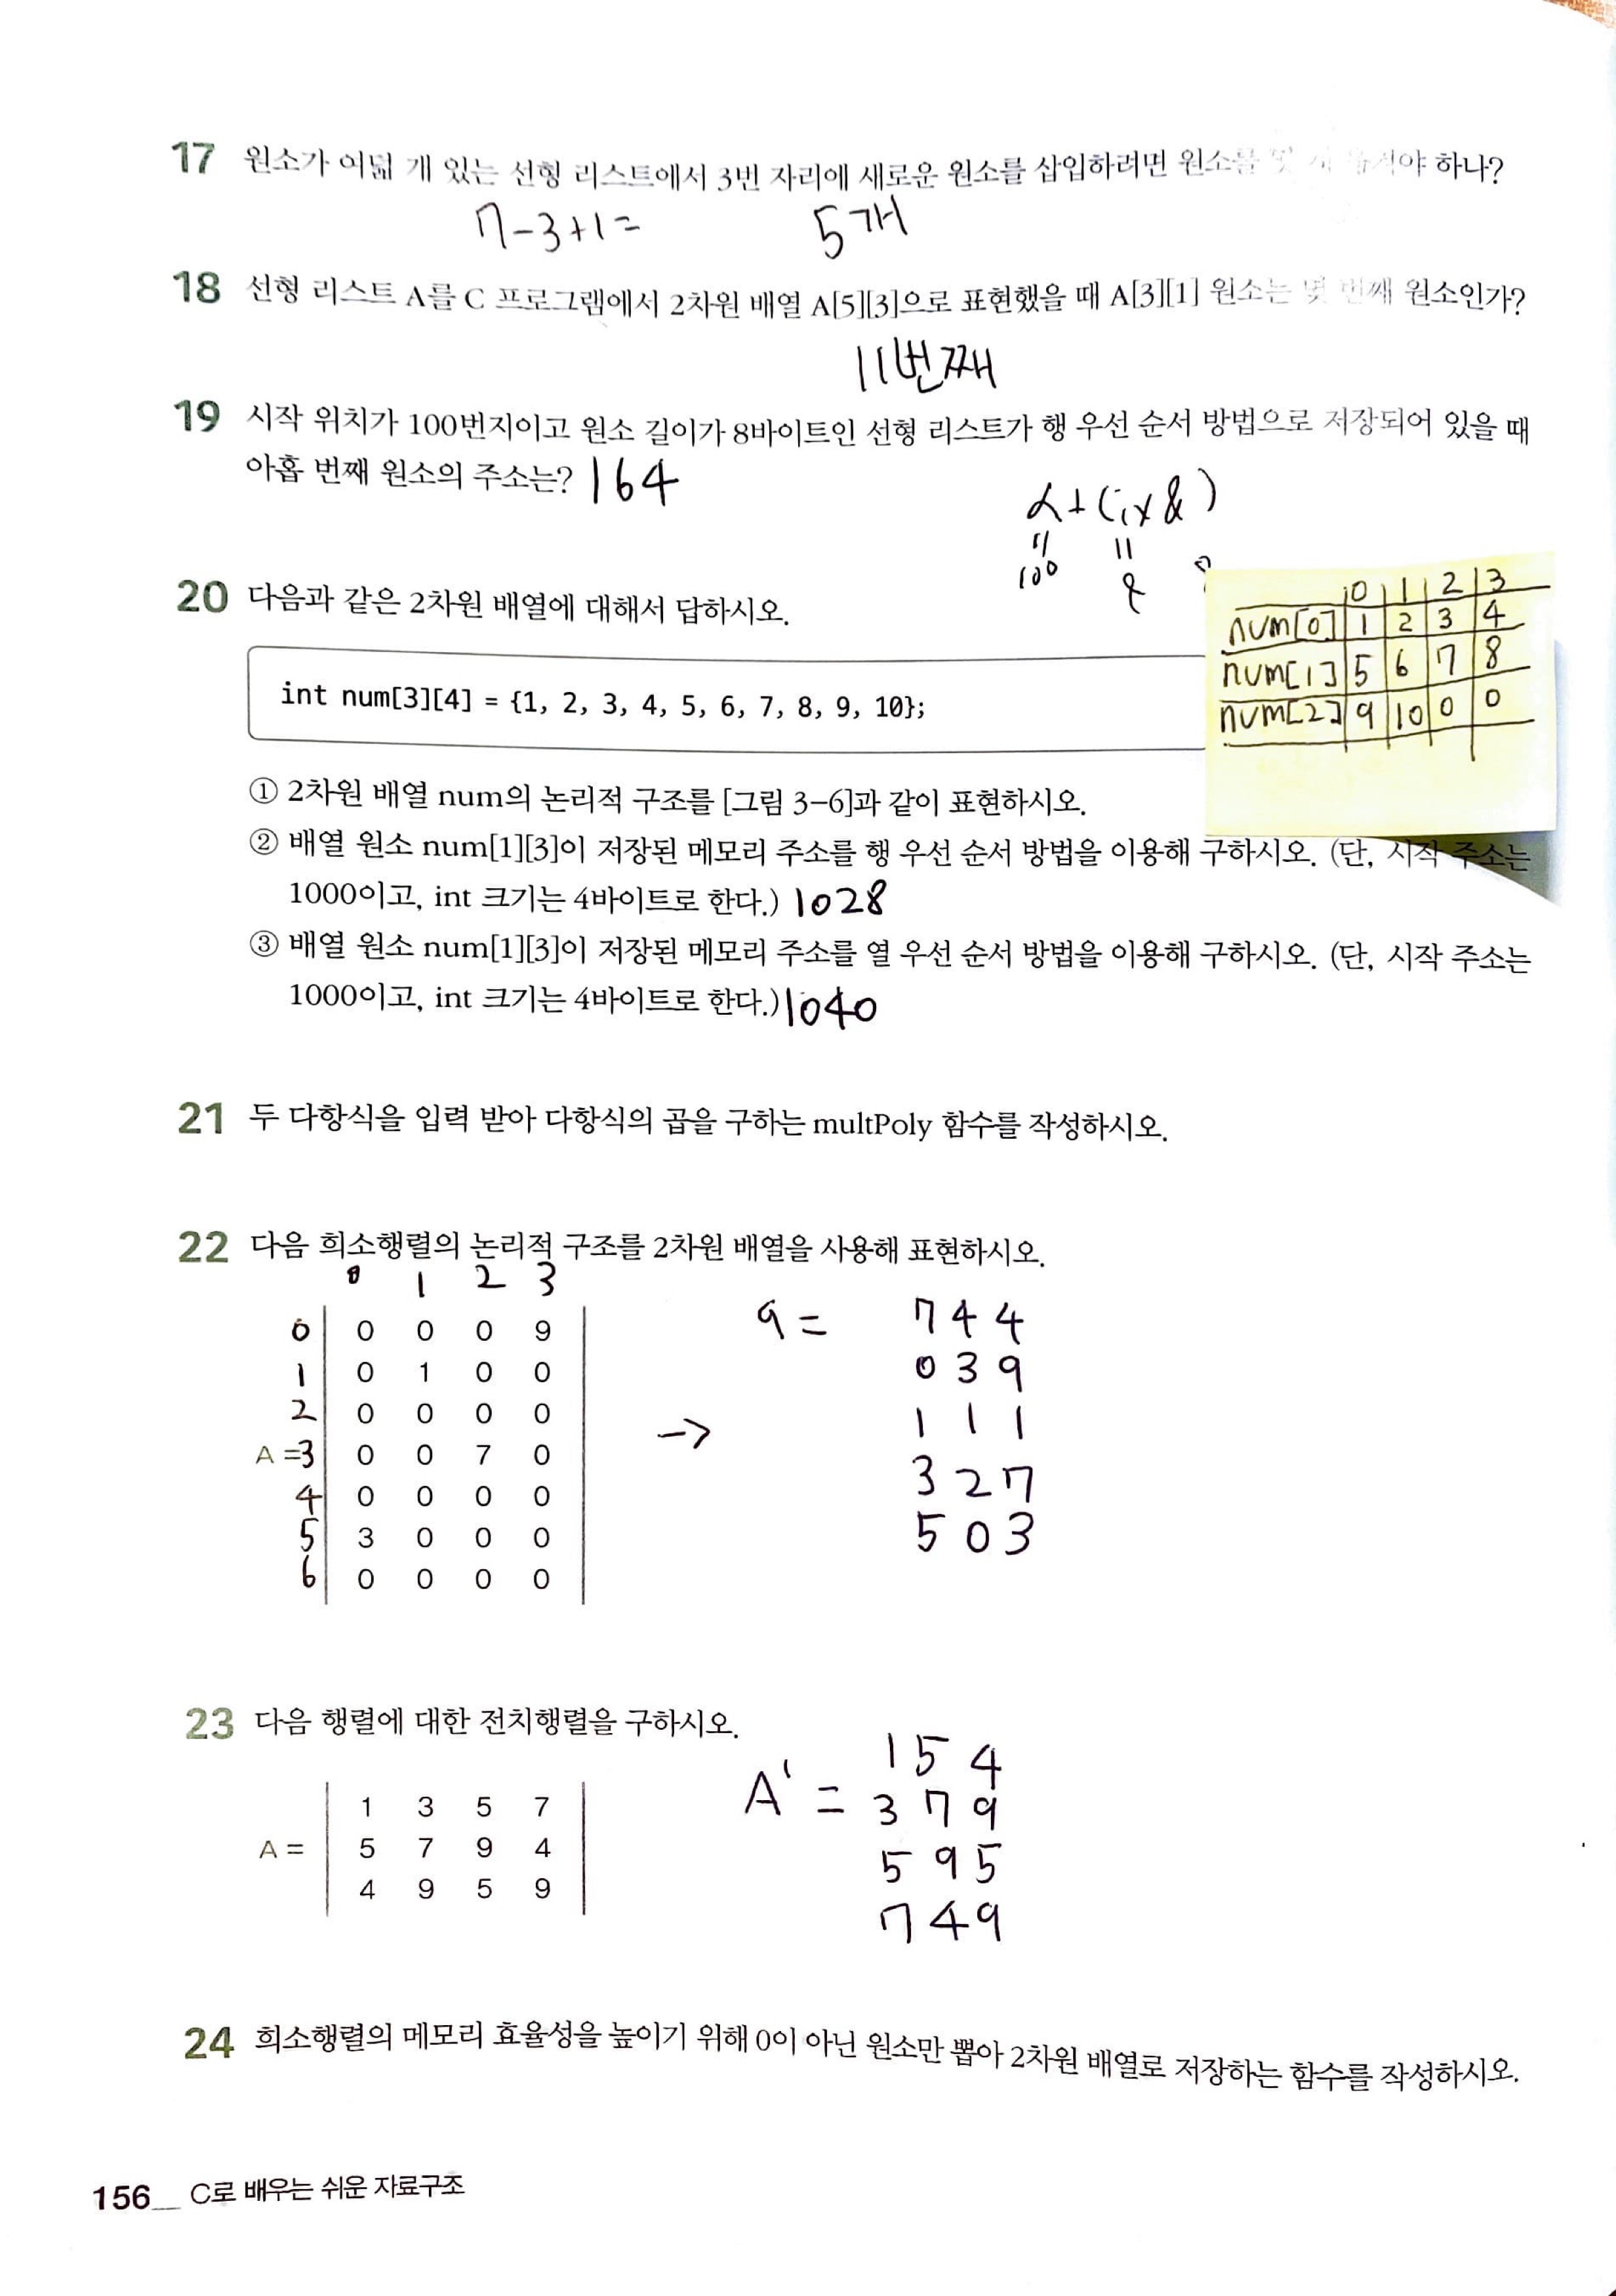 17 원소가 여덟 개 있는 선형 리스트에서 3번 자리에 새로운 원소를 삽입하려면 원소를 몇 개 옮겨야 하나?
7-3+1= 5개
18 선형 리스트 A를 C 프로그램에서 2차원 배열 A[5][3]으로 표현했을 때 A[3][1] 원소는 몇 번째 원소인가?
11번째
19 시작 위치가 100번지이고 원소 길이가 8바이트인 선형 리스트가 행 우선 순서 방법으로 저장되어 있을 때
아홉 번째 원소의 주소는? 164
α+(i×ℓ)
100
20 다음과 같은 2차원 배열에 대해서 답하시오.
0 1 2 3
num[0] 1 2 3 4
num[1] 5 6 7 8
num[2] 9 10 0 0
int num[3][4] = {1, 2, 3, 4, 5, 6, 7, 8, 9, 10};
① 2차원 배열 num의 논리적 구조를 [그림 3-6]과 같이 표현하시오.
② 배열 원소 num[1][3]이 저장된 메모리 주소를 행 우선 순서 방법을 이용해 구하시오. (단, 시작 주소는
1000이고, int 크기는 4바이트로 한다.) 1028
③ 배열 원소 num[1][3]이 저장된 메모리 주소를 열 우선 순서 방법을 이용해 구하시오. (단, 시작 주소는
1000이고, int 크기는 4바이트로 한다.) 1040
21 두 다항식을 입력 받아 다항식의 곱을 구하는 multPoly 함수를 작성하시오.
22 다음 희소행렬의 논리적 구조를 2차원 배열을 사용해 표현하시오.
0 1 2 3
0 0 0 0 9
1 0 1 0 0
2 0 0 0 0
A =3 0 0 7 0
4 0 0 0 0
5 3 0 0 0
6 0 0 0 0
→
a = 7 4 4
0 3 9
1 1 1
3 2 7
5 0 3
23 다음 행렬에 대한 전치행렬을 구하시오.
1 3 5 7
A = 5 7 9 4
4 9 5 9
1 5 4
A' = 3 7 9
5 9 5
7 4 9
24 희소행렬의 메모리 효율성을 높이기 위해 0이 아닌 원소만 뽑아 2차원 배열로 저장하는 함수를 작성하시오.
156__ C로 배우는 쉬운 자료구조